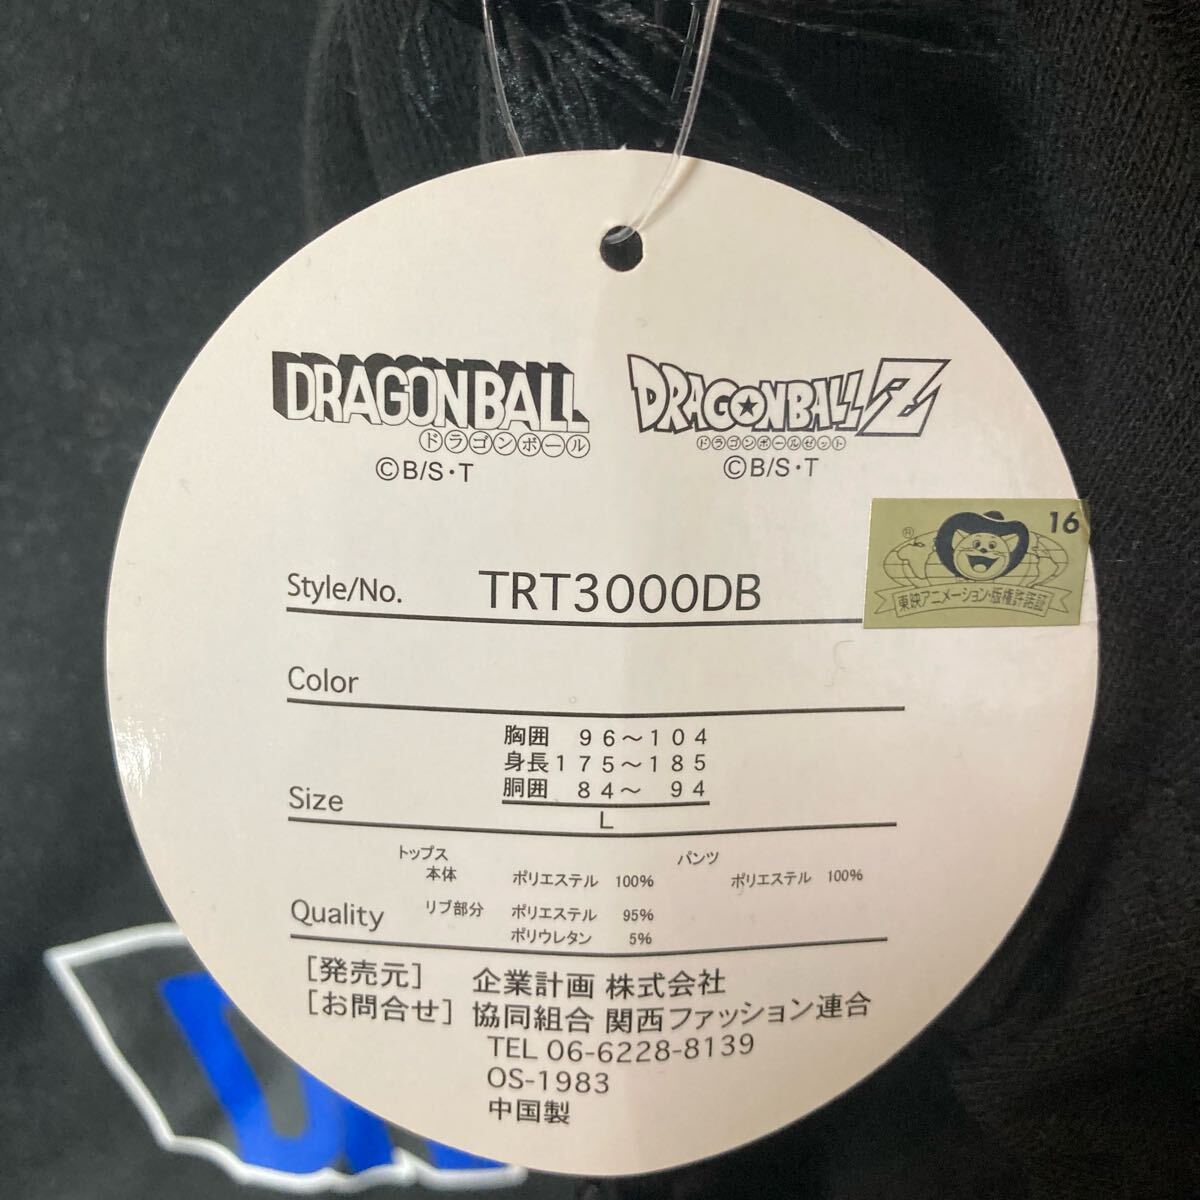 DRAGONBALL
ドラゴンボール
©B/S・T
DRAGONBALL Z
ドラゴンボールゼット
©B/S・T
16
®
東映アニメーション・版権許諾証
Style/No. TRT3000DB
Color
胸囲 96〜104
身長175〜185
胴囲 84〜 94
Size
L
トップス パンツ
本体 ポリエステル 100% ポリエステル 100%
Quality リブ部分 ポリエステル 95%
ポリウレタン 5%
[発売元] 企業計画 株式会社
[お問合せ] 協同組合 関西ファッション連合
TEL 06-6228-8139
OS-1983
中国製